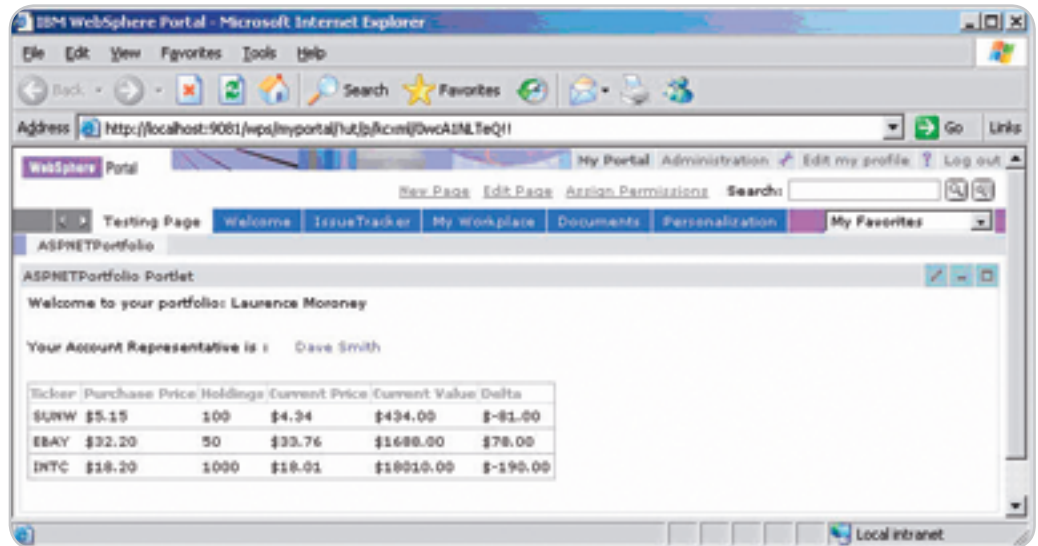 IBM WebSphere Portal - Microsoft Internet Explorer
File Edit View Favorites Tools Help
Back Search Favorites
Address http://localhost:9081/wps/myportal/!ut/p/kcxml/0wcA1NLTeQ!! Go Links
WebSphere Portal My Portal Administration Edit my profile ? Log out
New Page Edit Page Assign Permissions Search:
Testing Page Welcome IssueTracker My Workplace Documents Personalization My Favorites
ASPNETPortfolio
ASPNETPortfolio Portlet
Welcome to your portfolio: Laurence Moroney
Your Account Representative is : Dave Smith
Ticker Purchase Price Holdings Current Price Current Value Delta
SUNW $5.15 100 $4.34 $434.00 $-81.00
EBAY $32.20 50 $33.76 $1688.00 $78.00
INTC $18.20 1000 $18.01 $18010.00 $-190.00
Local intranet